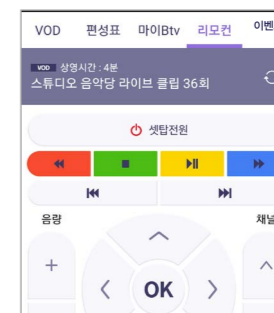 VOD 편성표 마이Btv 리모컨 이벤
VOD 상영시간 : 4분
스튜디오 음악당 라이브 클립 36회
셋탑전원
음량 채널
+
OK